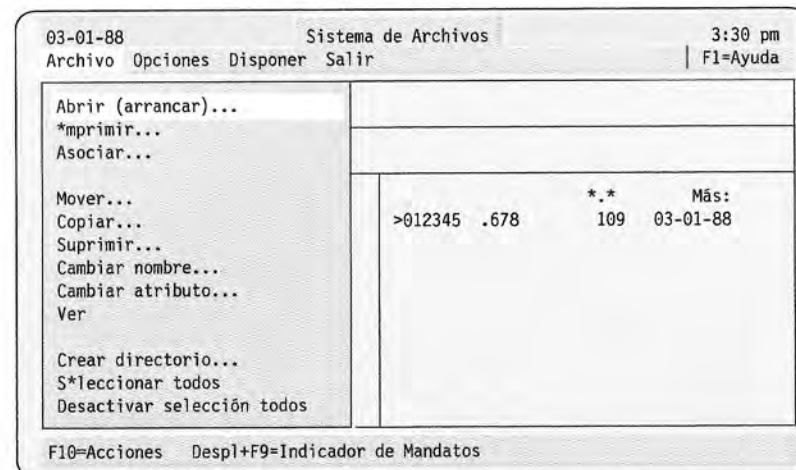 03-01-88 Sistema de Archivos 3:30 pm
Archivo Opciones Disponer Salir | F1=Ayuda
Abrir (arrancar)...
*mprimir...
Asociar...
Mover...
Copiar...
Suprimir...
Cambiar nombre...
Cambiar atributo...
Ver
Crear directorio...
S*leccionar todos
Desactivar selección todos
*.* Más:
>012345 .678 109 03-01-88
F10=Acciones Despl+F9=Indicador de Mandatos